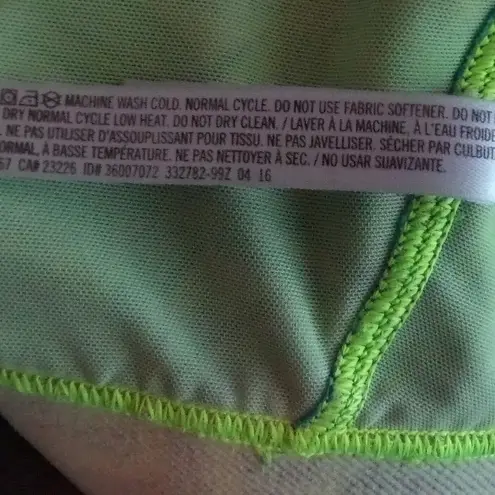 MACHINE WASH COLD. NORMAL CYCLE. DO NOT USE FABRIC SOFTENER. DO NOT
DRY NORMAL CYCLE LOW HEAT. DO NOT DRY CLEAN. / LAVER À LA MACHINE, À L'EAU FROIDE
. NE PAS UTILISER D'ASSOUPLISSANT POUR TISSU. NE PAS JAVELLISER. SÉCHER PAR CULBUT
ORMAL, À BASSE TEMPÉRATURE. NE PAS NETTOYER À SEC. / NO USAR SUAVIZANTE.
67 CA# 23226 ID# 36007072 332782-99Z 04 16